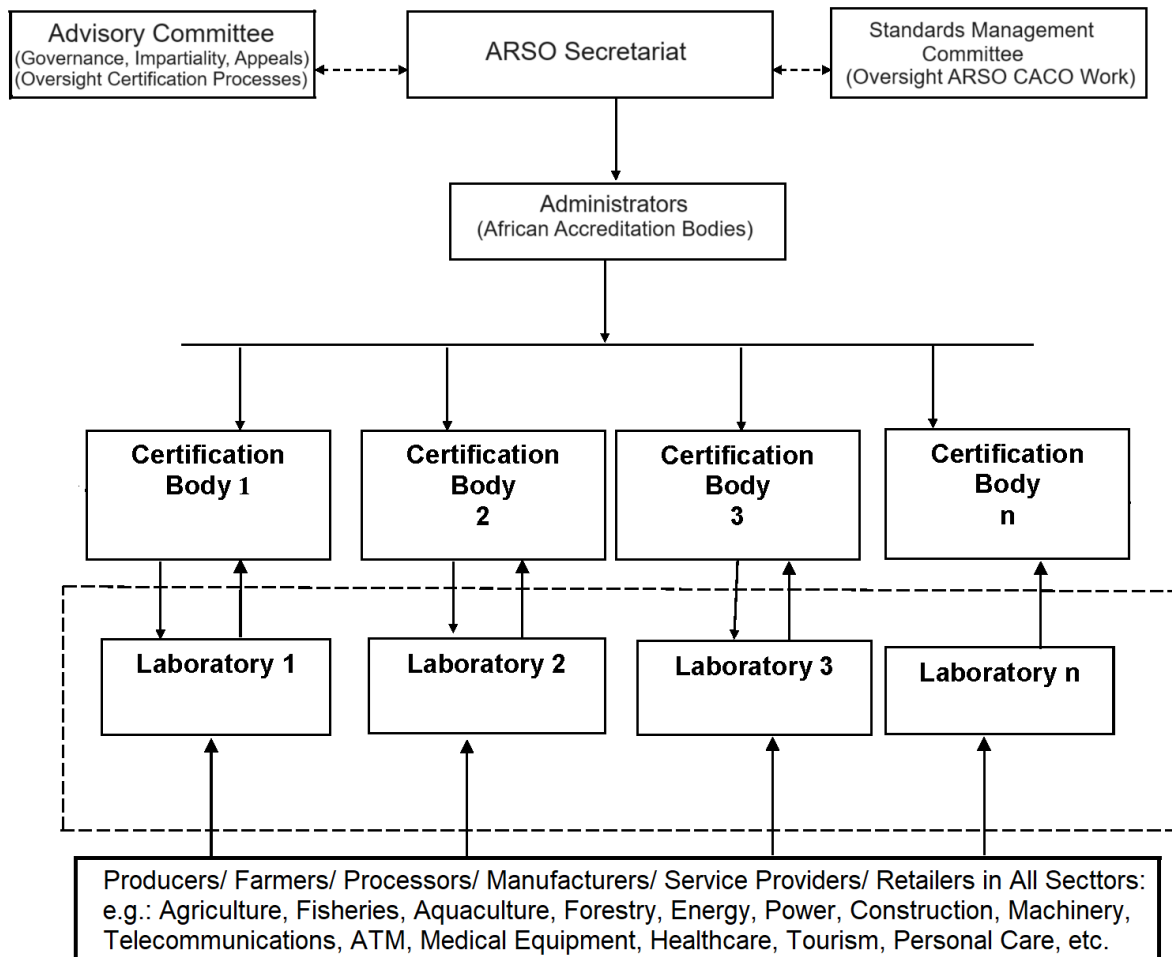 Advisory Committee
(Governance, Impartiality, Appeals)
(Oversight Certification Processes)
ARSO Secretariat
Standards Management
Committee
(Oversight ARSO CACO Work)
Administrators
(African Accreditation Bodies)
Certification
Body 1
Certification
Body
2
Certification
Body
3
Certification
Body
n
Laboratory 1
Laboratory 2
Laboratory 3
Laboratory n
Producers/ Farmers/ Processors/ Manufacturers/ Service Providers/ Retailers in All Secttors:
e.g.: Agriculture, Fisheries, Aquaculture, Forestry, Energy, Power, Construction, Machinery,
Telecommunications, ATM, Medical Equipment, Healthcare, Tourism, Personal Care, etc.